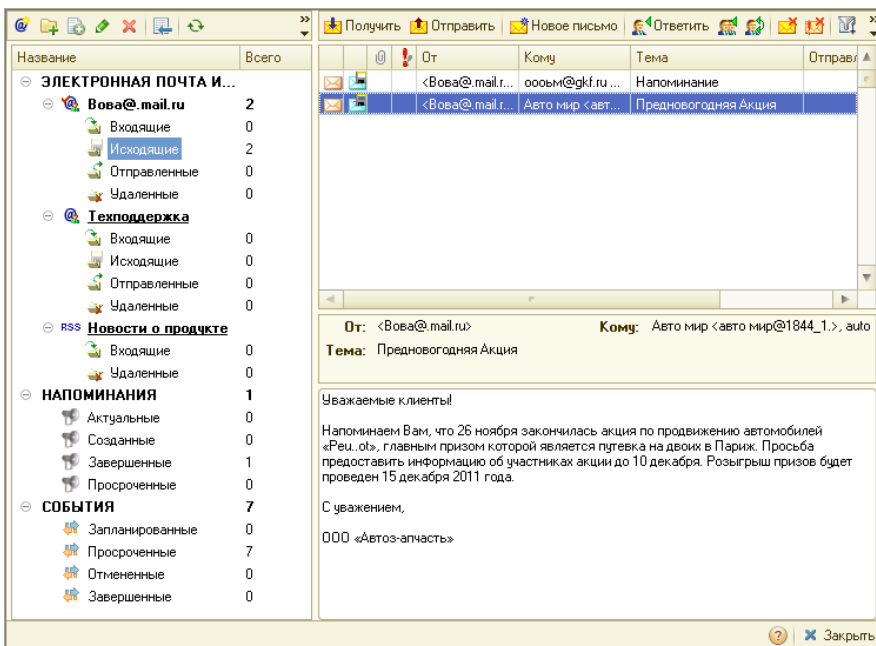 Получить Отправить Новое письмо Ответить
Название Всего
ЭЛЕКТРОННАЯ ПОЧТА И...
Вова@.mail.ru 2
Входящие 0
Исходящие 2
Отправленные 0
Удаленные 0
Техподдержка
Входящие 0
Исходящие 0
Отправленные 0
Удаленные 0
RSS Новости о продукте
Входящие 0
Удаленные 0
НАПОМИНАНИЯ 1
Актуальные 0
Созданные 0
Завершенные 1
Просроченные 0
СОБЫТИЯ 7
Запланированные 0
Просроченные 7
Отмененные 0
Завершенные 0
От Кому Тема Отправл
<Вова@.mail.r... оооьм@gkf.ru ... Напоминание
<Вова@.mail.r... Авто мир <авт... Предновогодняя Акция
От: <Вова@.mail.ru> Кому: Авто мир <авто мир@1844_1.>, auto
Тема: Предновогодняя Акция
Уважаемые клиенты!
Напоминаем Вам, что 26 ноября закончилась акция по продвижению автомобилей
«Peu..ot», главным призом которой является путевка на двоих в Париж. Просьба
предоставить информацию об участниках акции до 10 декабря. Розыгрыш призов будет
проведен 15 декабря 2011 года.
С уважением,
ООО «Автоз-апчасть»
Закрыть